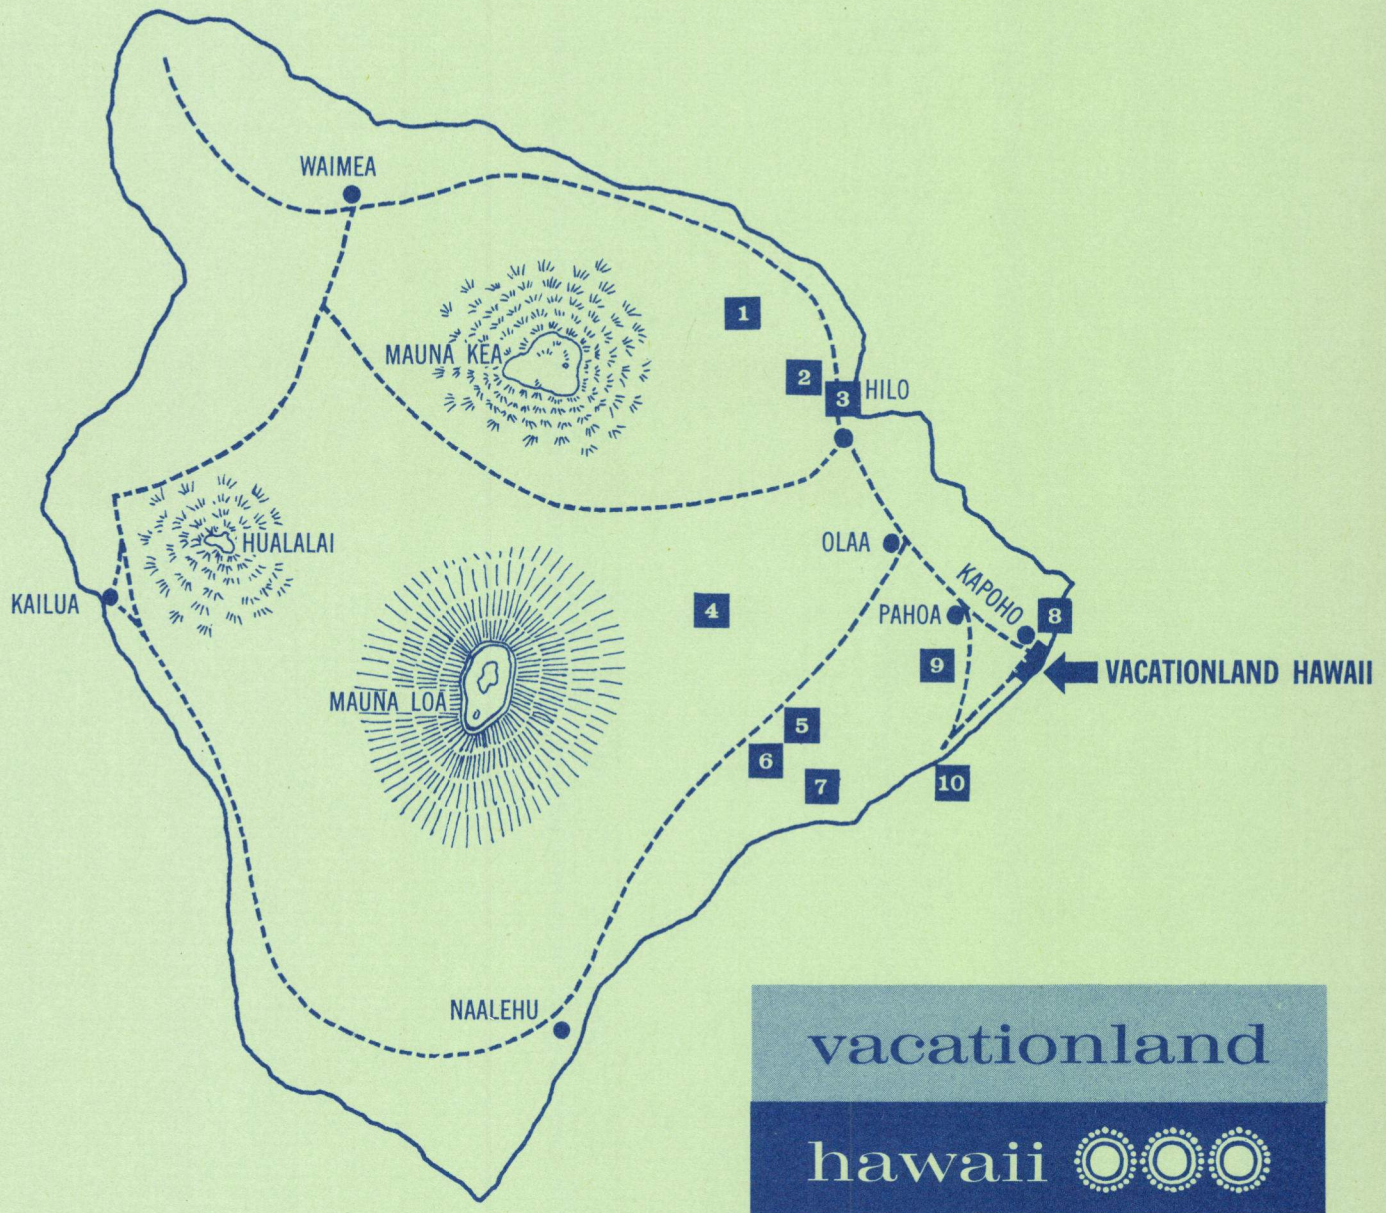 WAIMEA
1
MAUNA KEA
2
3
HILO
HUALALAI
OLAA
KAPOHO
KAILUA
4
PAHOA
8
9
VACATIONLAND HAWAII
MAUNA LOA
5
6
7
10
NAALEHU
vacationland
hawaii